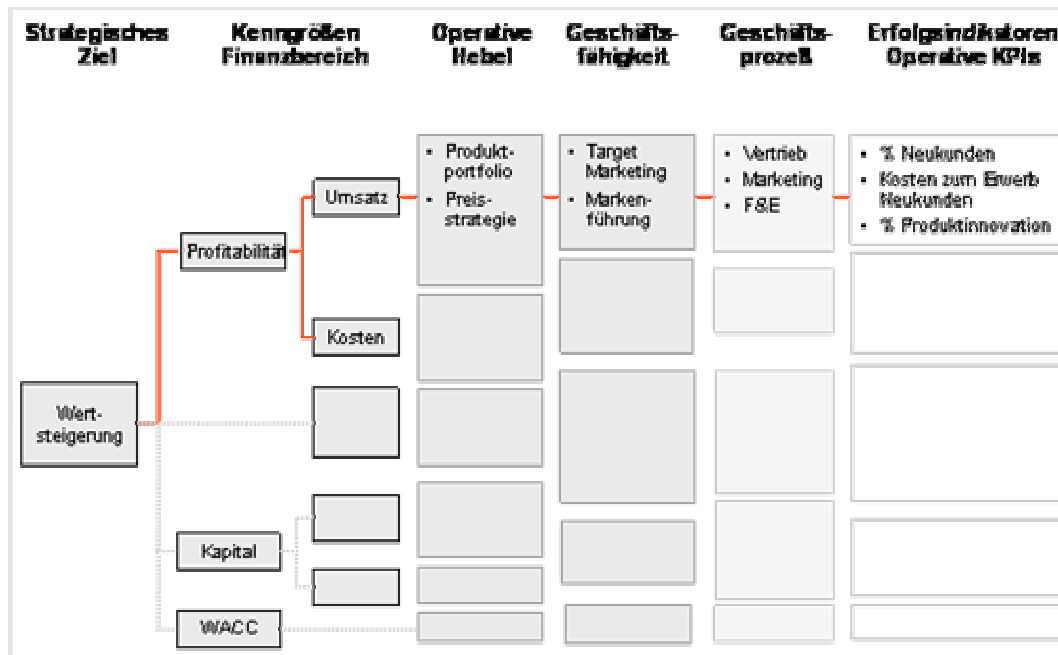 Strategisches
Ziel
Kenngrößen
Finanzbereich
Operative
Hebel
Geschäfts-
fähigkeit
Geschäfts-
prozeß
Erfolgsindikatoren
Operative KPIs
Wert-
steigerung
Profitabilität
Kapital
WACC
Umsatz
Kosten
• Produkt-
portfolio
• Preis-
strategie
• Target
Marketing
• Marken-
führung
• Vertrieb
• Marketing
• F&E
• % Neukunden
• Kosten zum Erwerb
Neukunden
• % Produktinnovation